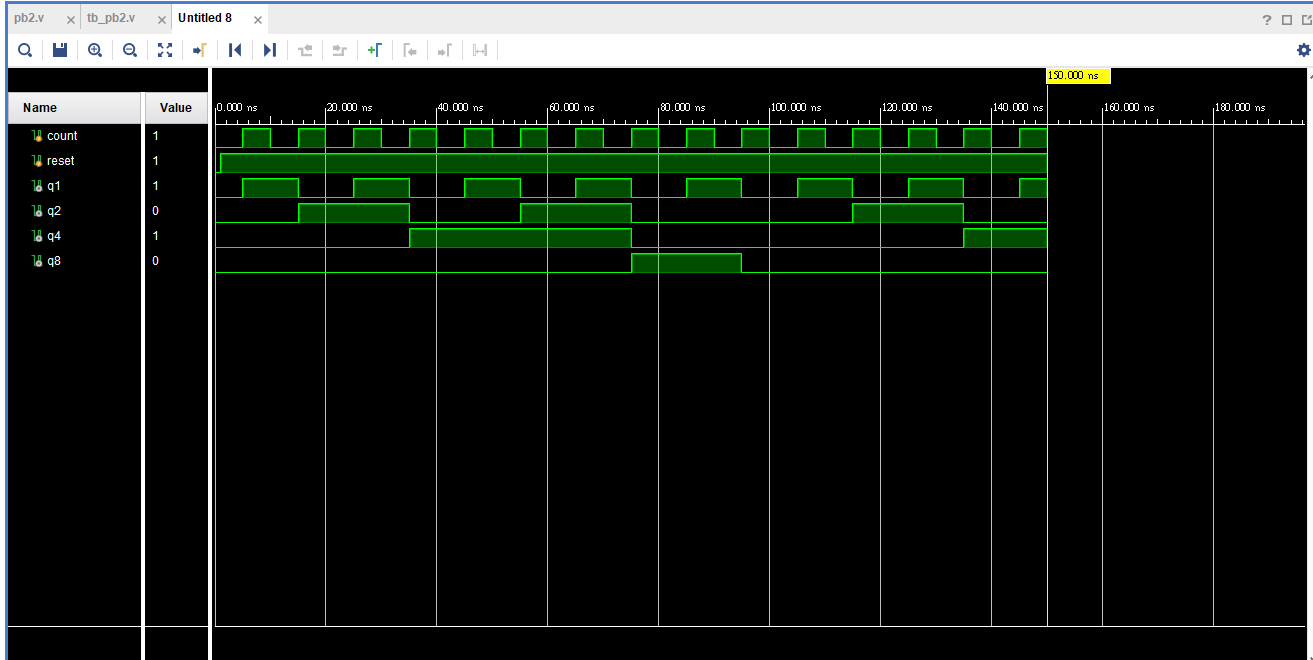 pb2.v × tb_pb2.v × Untitled 8 ×
?
150.000 ns
Name Value
0.000 ns 20.000 ns 40.000 ns 60.000 ns 80.000 ns 100.000 ns 120.000 ns 140.000 ns 160.000 ns 180.000 ns
count 1
reset 1
q1 1
q2 0
q4 1
q8 0